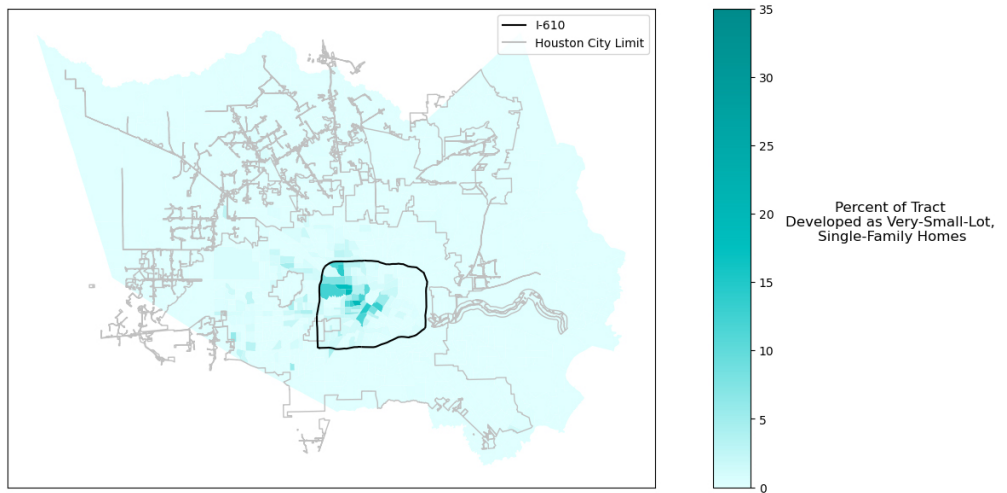 I-610
Houston City Limit
35
30
25
20
15
10
5
0
Percent of Tract
Developed as Very-Small-Lot,
Single-Family Homes